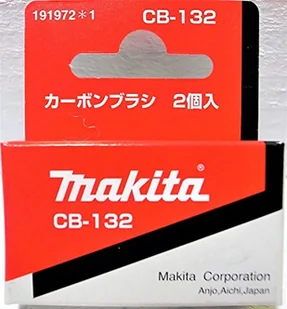 191972*1 CB-132
カーボンブラシ 2個入
makita®
CB-132
Makita Corporation
Anjo,Aichi,Japan